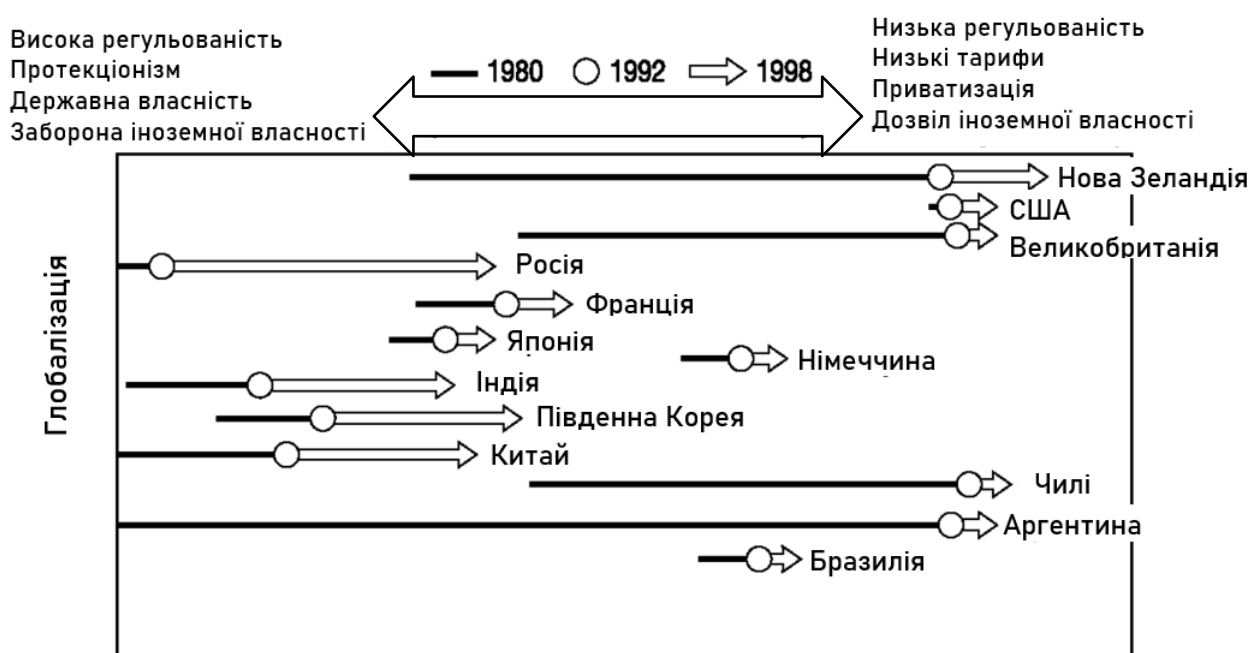 Висока регульованість
Протекціонізм
Державна власність
Заборона іноземної власності
1980 1992 1998
Низька регульованість
Низькі тарифи
Приватизація
Дозвіл іноземної власності
Глобалізація
Нова Зеландія
США
Великобританія
Росія
Франція
Японія
Німеччина
Індія
Південна Корея
Китай
Чилі
Аргентина
Бразилія